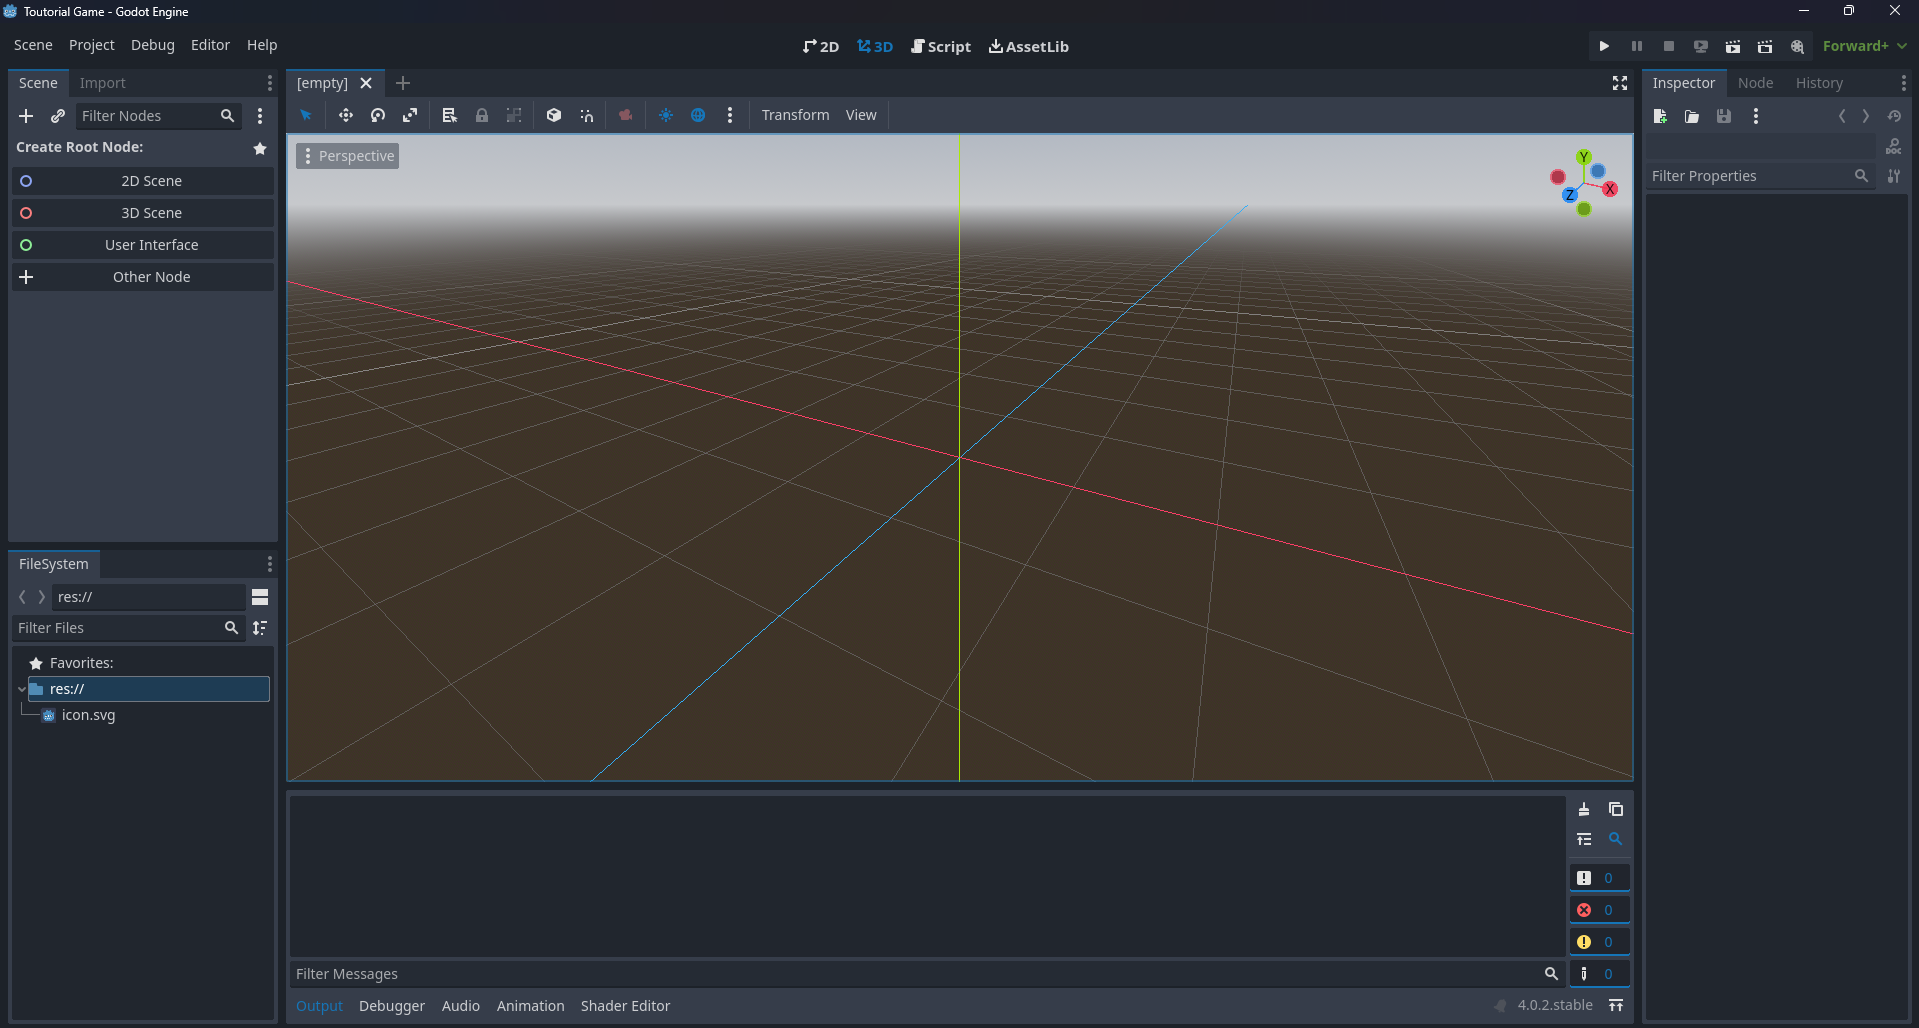 Toutorial Game - Godot Engine
Scene Project Debug Editor Help
2D 3D Script AssetLib
Forward+
Scene Import
[empty]
Inspector Node History
Filter Nodes
Transform View
Create Root Node:
2D Scene
3D Scene
User Interface
Other Node
Perspective
Y
X
Z
DOC
Filter Properties
FileSystem
res://
Filter Files
Favorites:
res://
icon.svg
0
0
0
0
Filter Messages
Output Debugger Audio Animation Shader Editor
4.0.2.stable